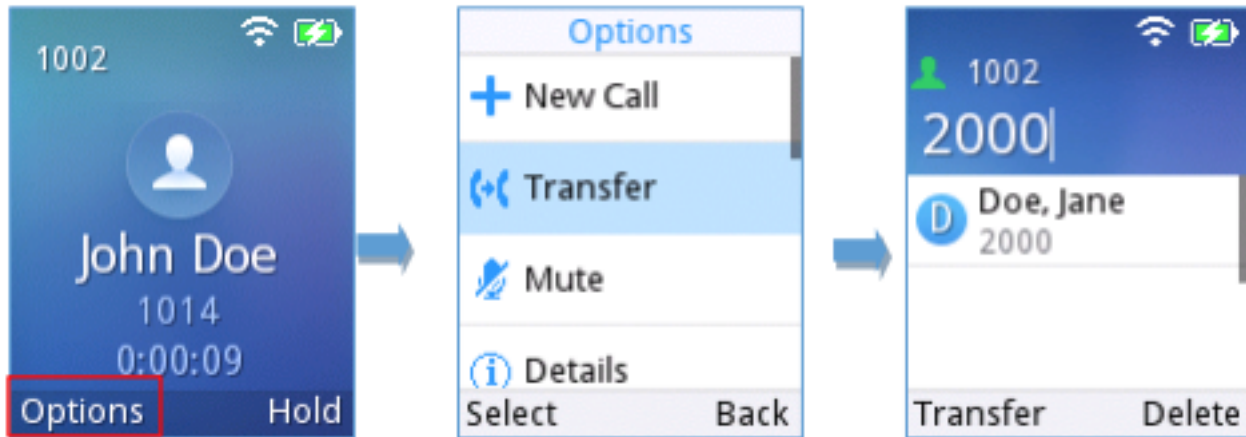 1002
John Doe
1014
0:00:09
Options Hold
Options
New Call
Transfer
Mute
Details
Select Back
1002
2000
D Doe, Jane
2000
Transfer Delete